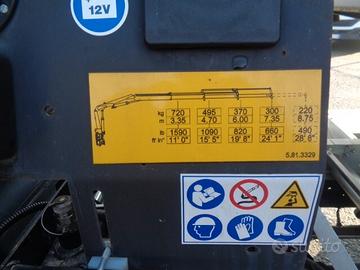 12V
kg 720 495 370 300 220
m 3.35 4.70 6.00 7.35 8.75
lb 1590 1090 820 660 490
ft in" 11' 0" 15' 5" 19' 8" 24' 1" 28' 8"
5.81.3329
subito